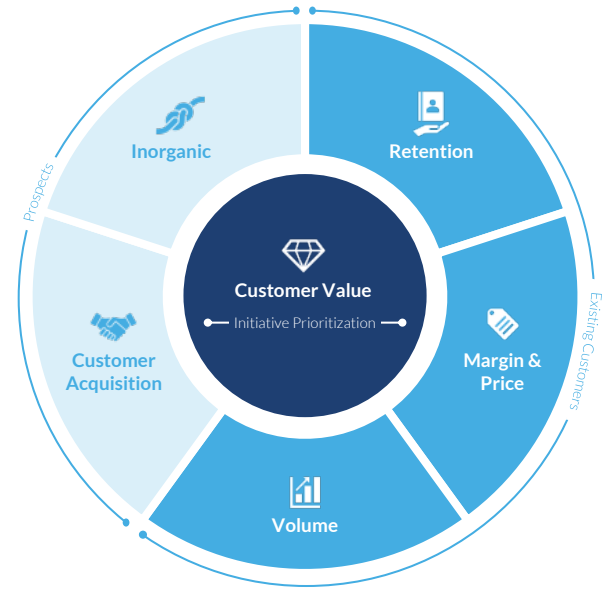 Inorganic
Retention
Prospects
Customer Value
Initiative Prioritization
Existing Customers
Customer
Acquisition
Margin &
Price
Volume